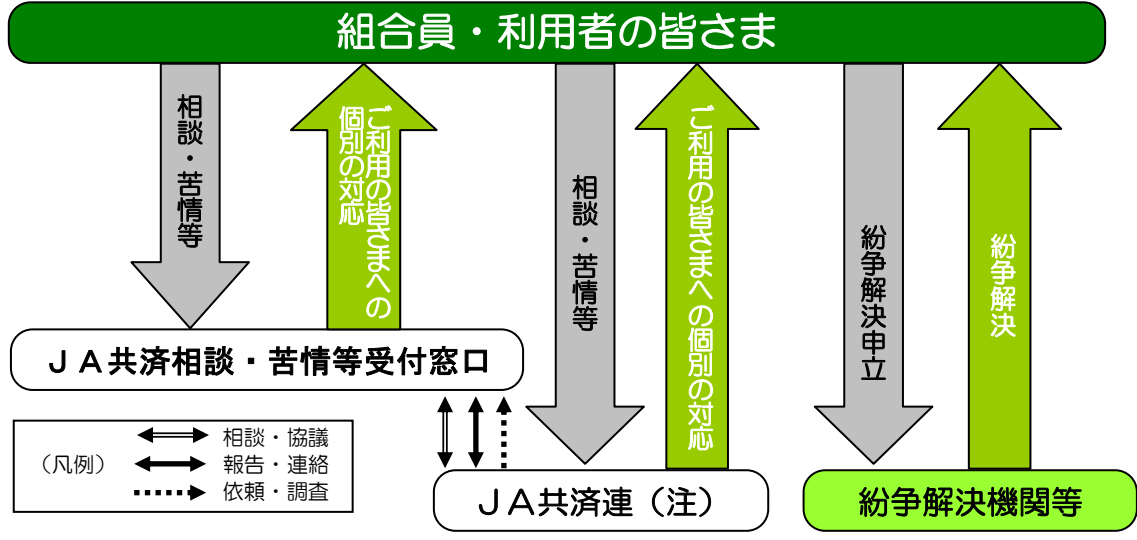 組合員・利用者の皆さま
相談・苦情等
ご利用の皆さまへの
個別の対応
相談・苦情等
ご利用の皆さまへの個別の対応
紛争解決申立
紛争解決
ＪＡ共済相談・苦情等受付窓口
（凡例）
相談・協議
報告・連絡
依頼・調査
ＪＡ共済連（注）
紛争解決機関等